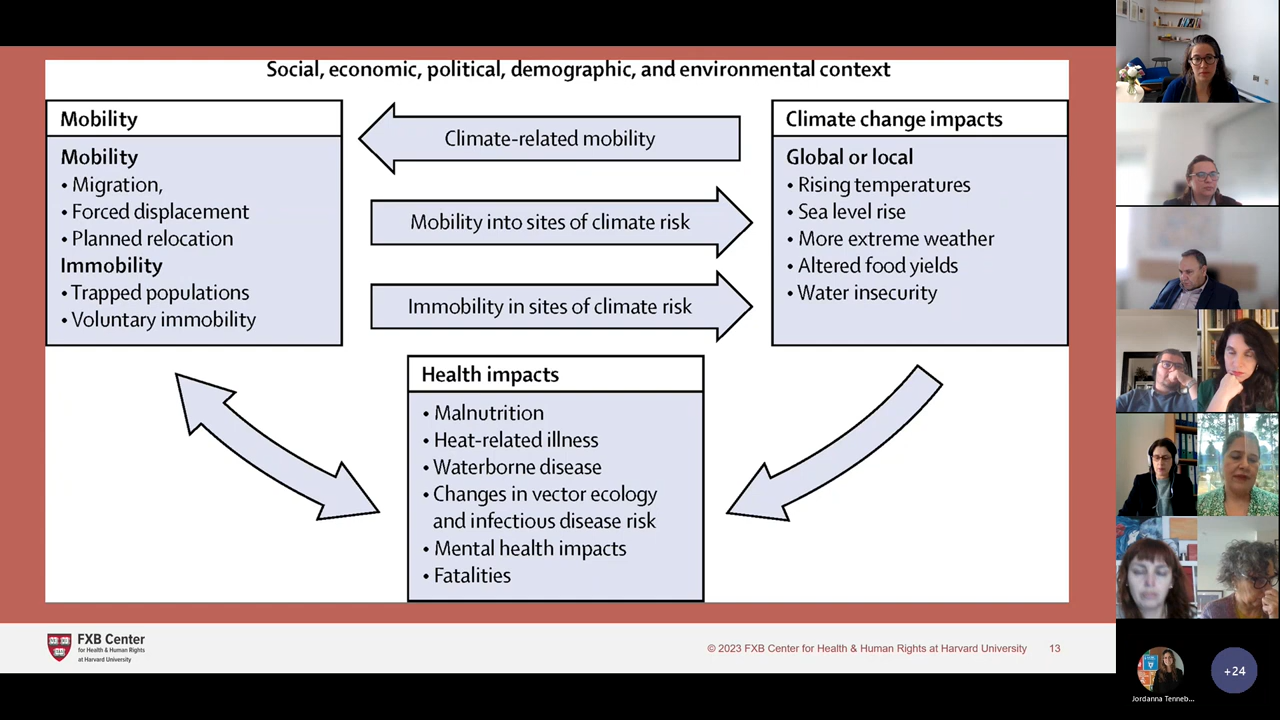 Social, economic, political, demographic, and environmental context
Mobility
Mobility
• Migration,
• Forced displacement
• Planned relocation
Immobility
• Trapped populations
• Voluntary immobility
Climate-related mobility
Mobility into sites of climate risk
Immobility in sites of climate risk
Climate change impacts
Global or local
• Rising temperatures
• Sea level rise
• More extreme weather
• Altered food yields
• Water insecurity
Health impacts
• Malnutrition
• Heat-related illness
• Waterborne disease
• Changes in vector ecology
and infectious disease risk
• Mental health impacts
• Fatalities
FXB Center
for Health & Human Rights
at Harvard University
© 2023 FXB Center for Health & Human Rights at Harvard University
13
Jordanna Tenneb...
+24